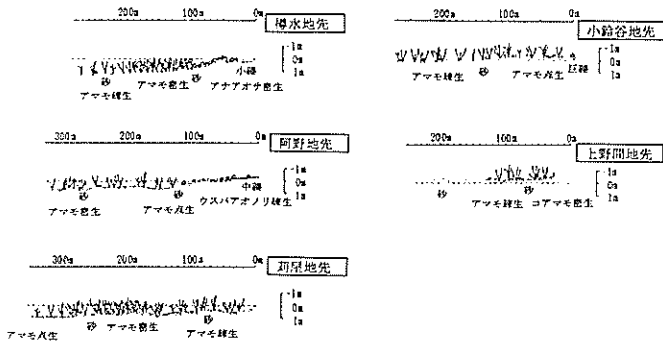 200m 100m 0m
樽水地先
-1m
0m
1m
砂 砂 小礫
アマモ疎生 アマモ密生 アナアオサ密生
300m 200m 100m 0m
阿野地先
-1m
0m
1m
砂 砂 中礫
アマモ密生 アマモ点生 ウスバアオノリ疎生
300m 200m 100m 0m
苅屋地先
-1m
0m
1m
砂 砂
アマモ点生 アマモ密生 アマモ疎生
200m 100m 0m
小鈴谷地先
-1m
0m
1m
アマモ疎生 砂 アマモ点生 巨礫
200m 100m 0m
上野間地先
-1m
0m
1m
砂 砂
アマモ疎生 コアマモ密生